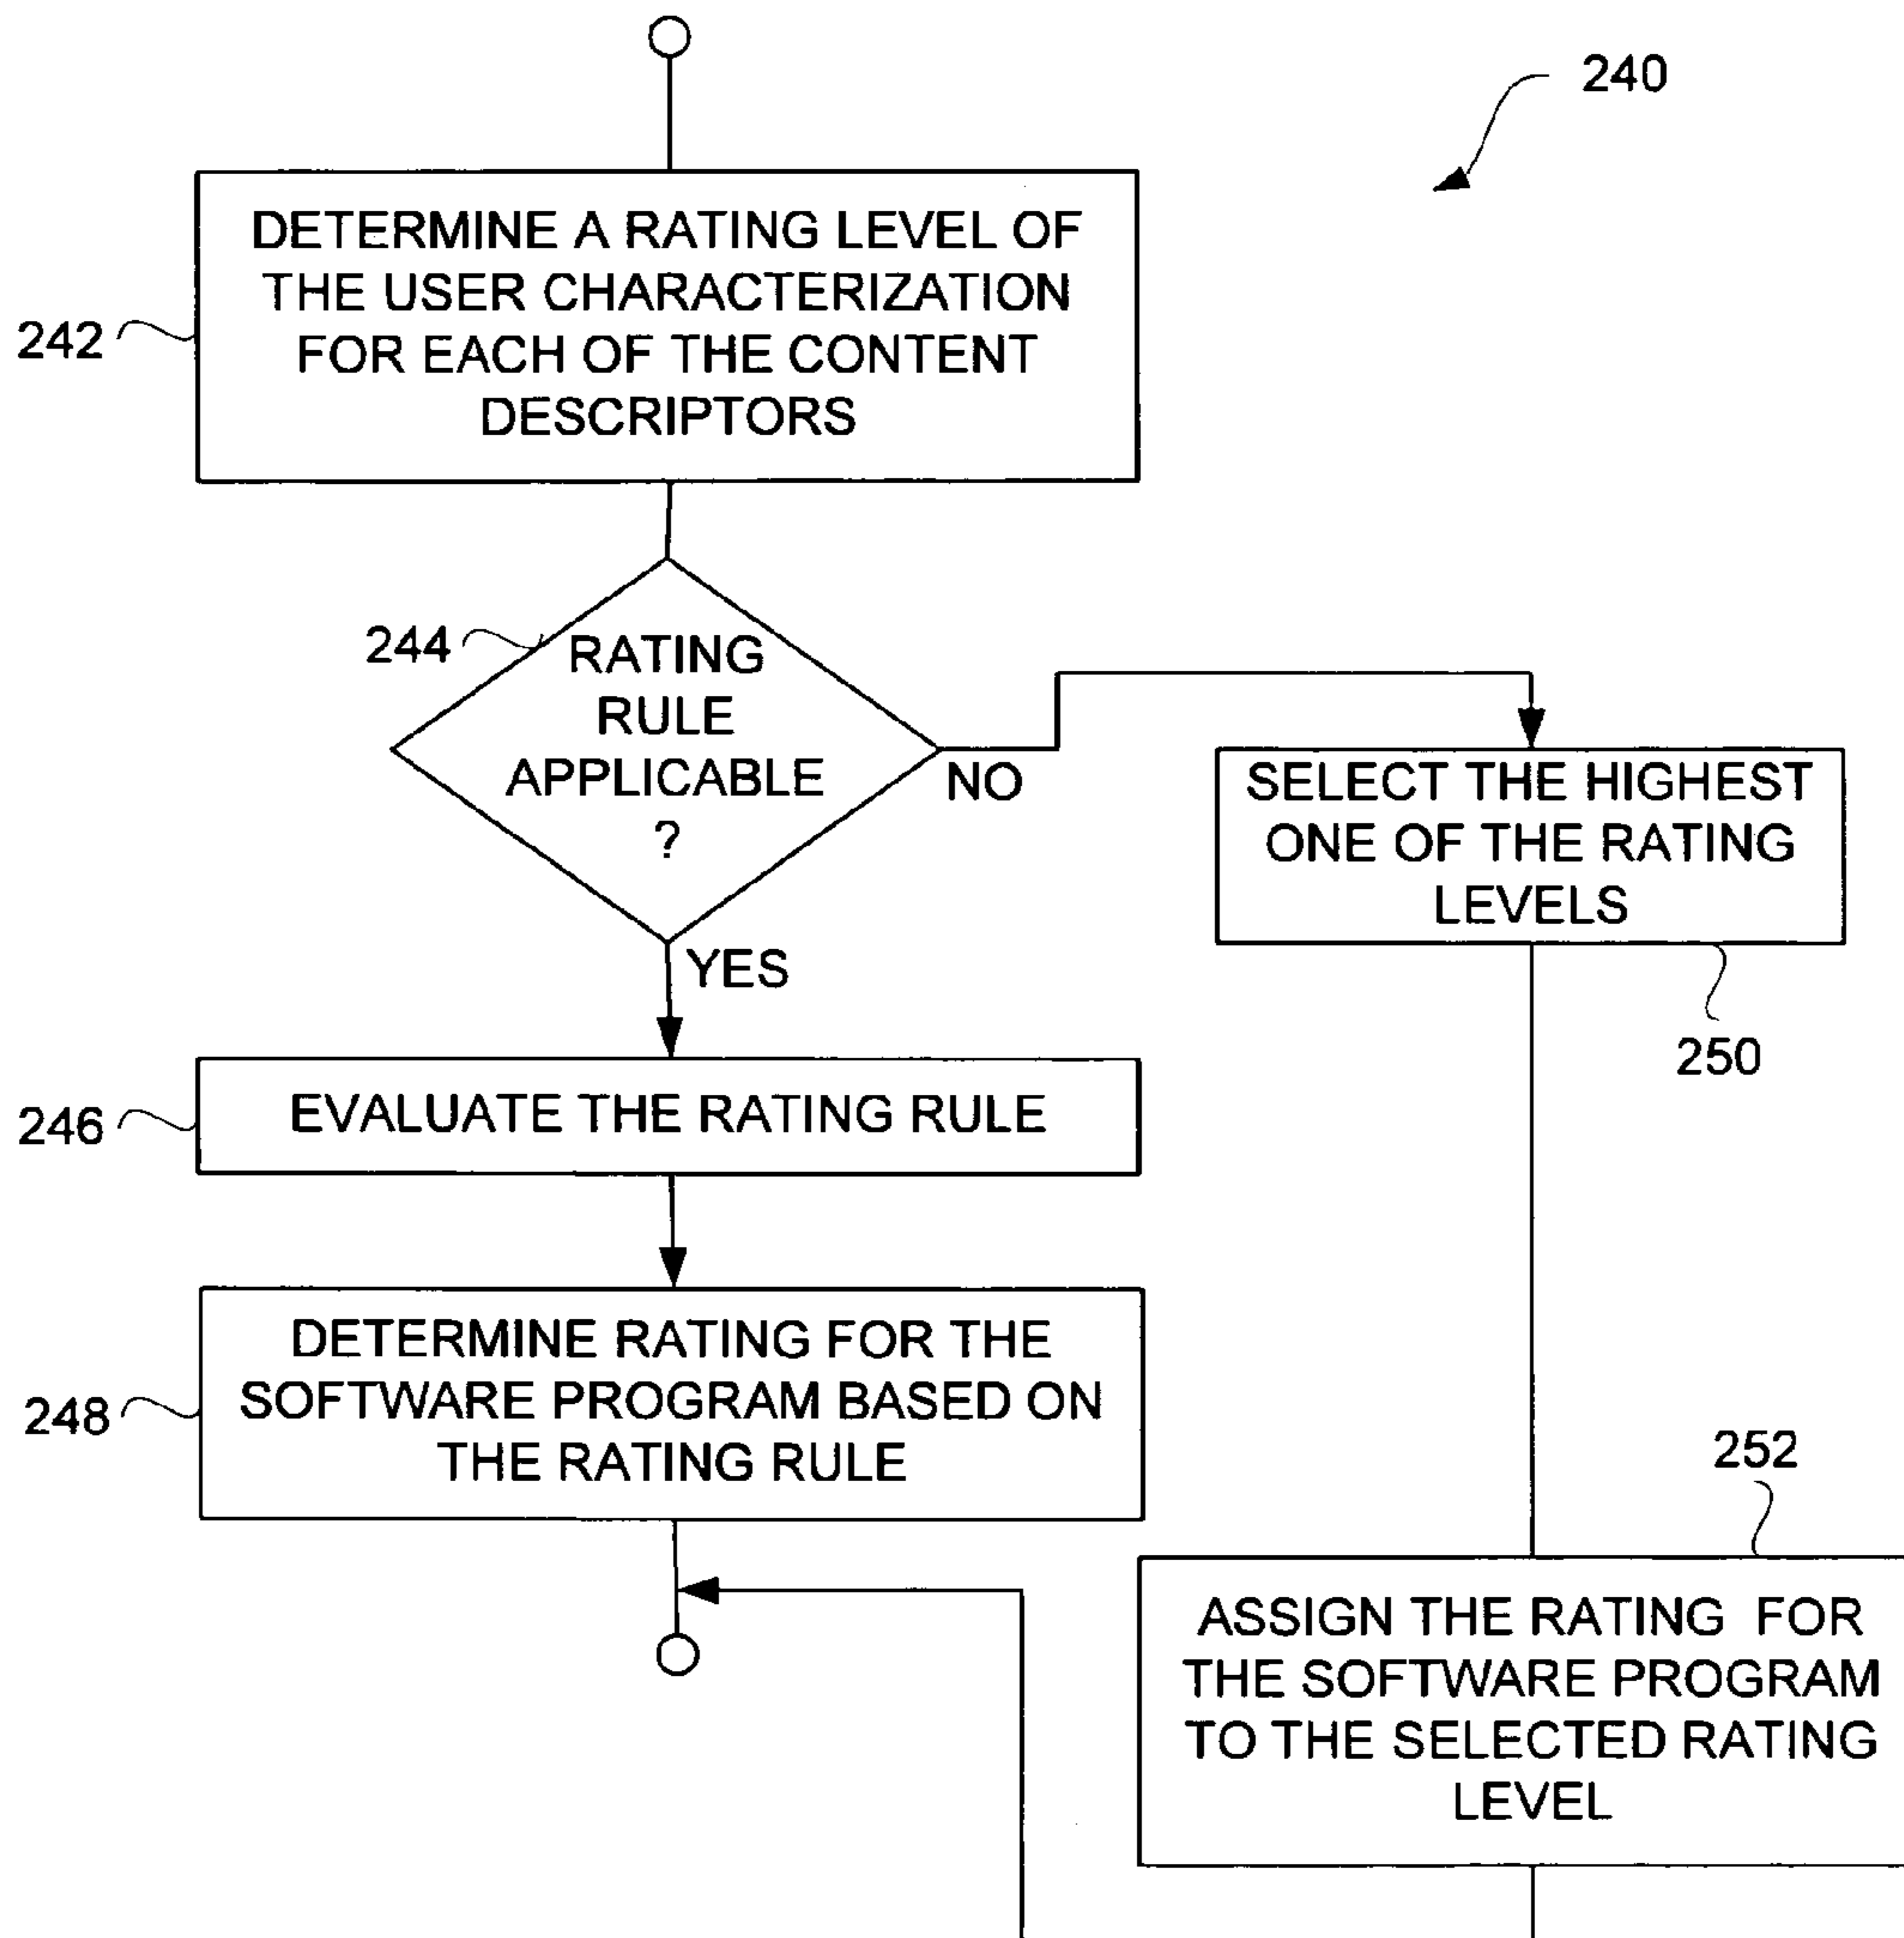 240
DETERMINE A RATING LEVEL OF
THE USER CHARACTERIZATION
FOR EACH OF THE CONTENT
DESCRIPTORS
242
244
RATING
RULE
APPLICABLE
?
NO
YES
SELECT THE HIGHEST
ONE OF THE RATING
LEVELS
250
246
EVALUATE THE RATING RULE
248
DETERMINE RATING FOR THE
SOFTWARE PROGRAM BASED ON
THE RATING RULE
252
ASSIGN THE RATING FOR
THE SOFTWARE PROGRAM
TO THE SELECTED RATING
LEVEL